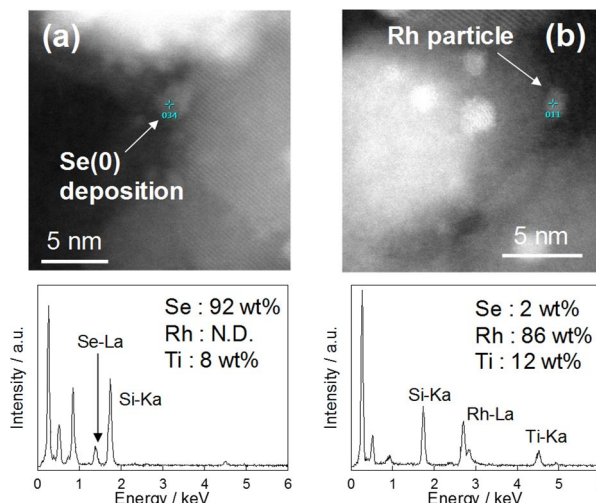 (a)
034
Se(0)
deposition
5 nm
Rh particle
(b)
011
5 nm
Se : 92 wt%
Rh : N.D.
Ti : 8 wt%
Se-La
Si-Ka
Intensity / a.u.
0 1 2 3 4 5 6
Energy / keV
Se : 2 wt%
Rh : 86 wt%
Ti : 12 wt%
Si-Ka
Rh-La
Ti-Ka
Intensity / a.u.
0 1 2 3 4 5
Energy / keV